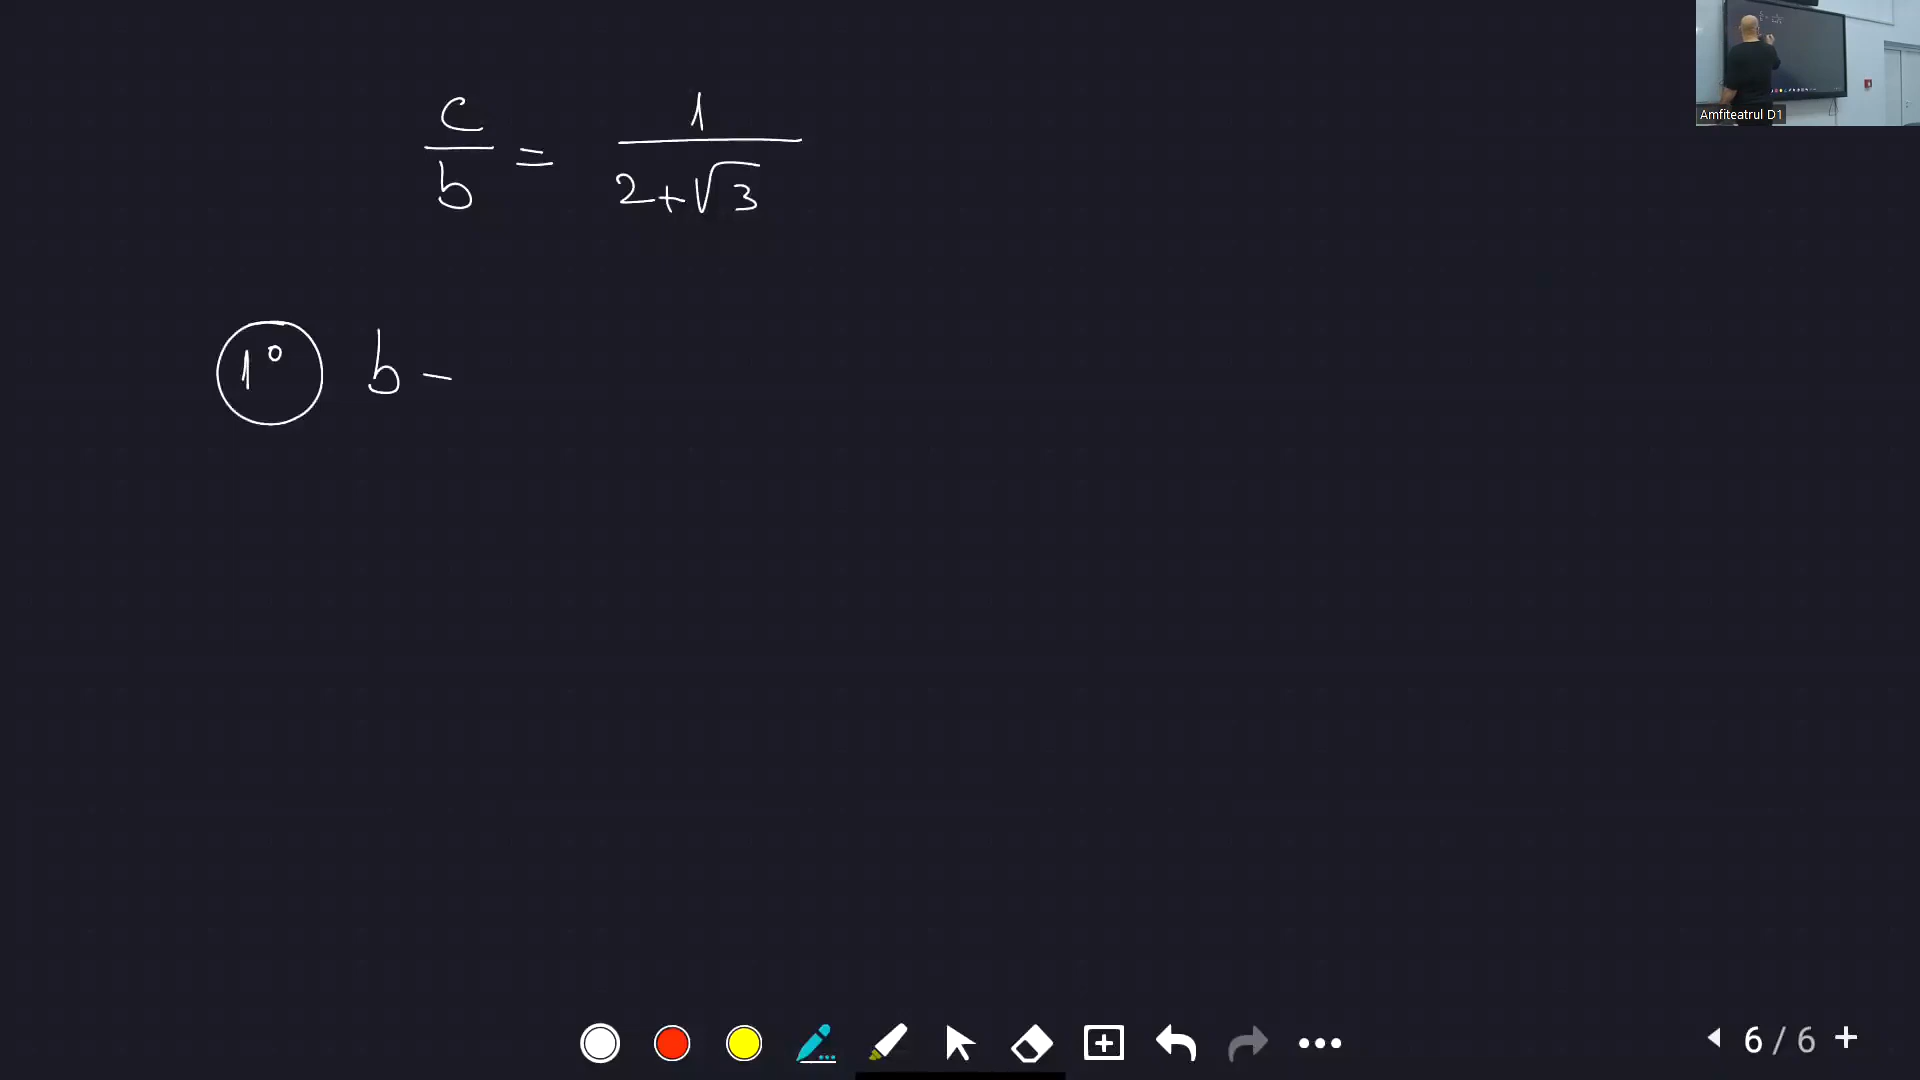 Amfiteatrul D1
c/b = 1/(2+√3)
1° b –
6 / 6